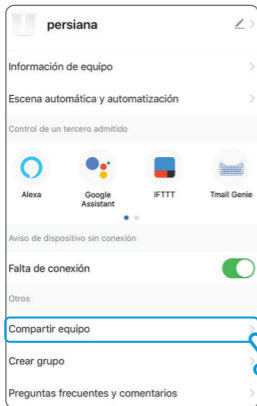 persiana
Información de equipo
Escena automática y automatización
Control de un tercero admitido
Alexa Google Assistant IFTTT Tmall Genie
Aviso de dispositivo sin conexión
Falta de conexión
Otros
Compartir equipo
Crear grupo
Preguntas frecuentes y comentarios